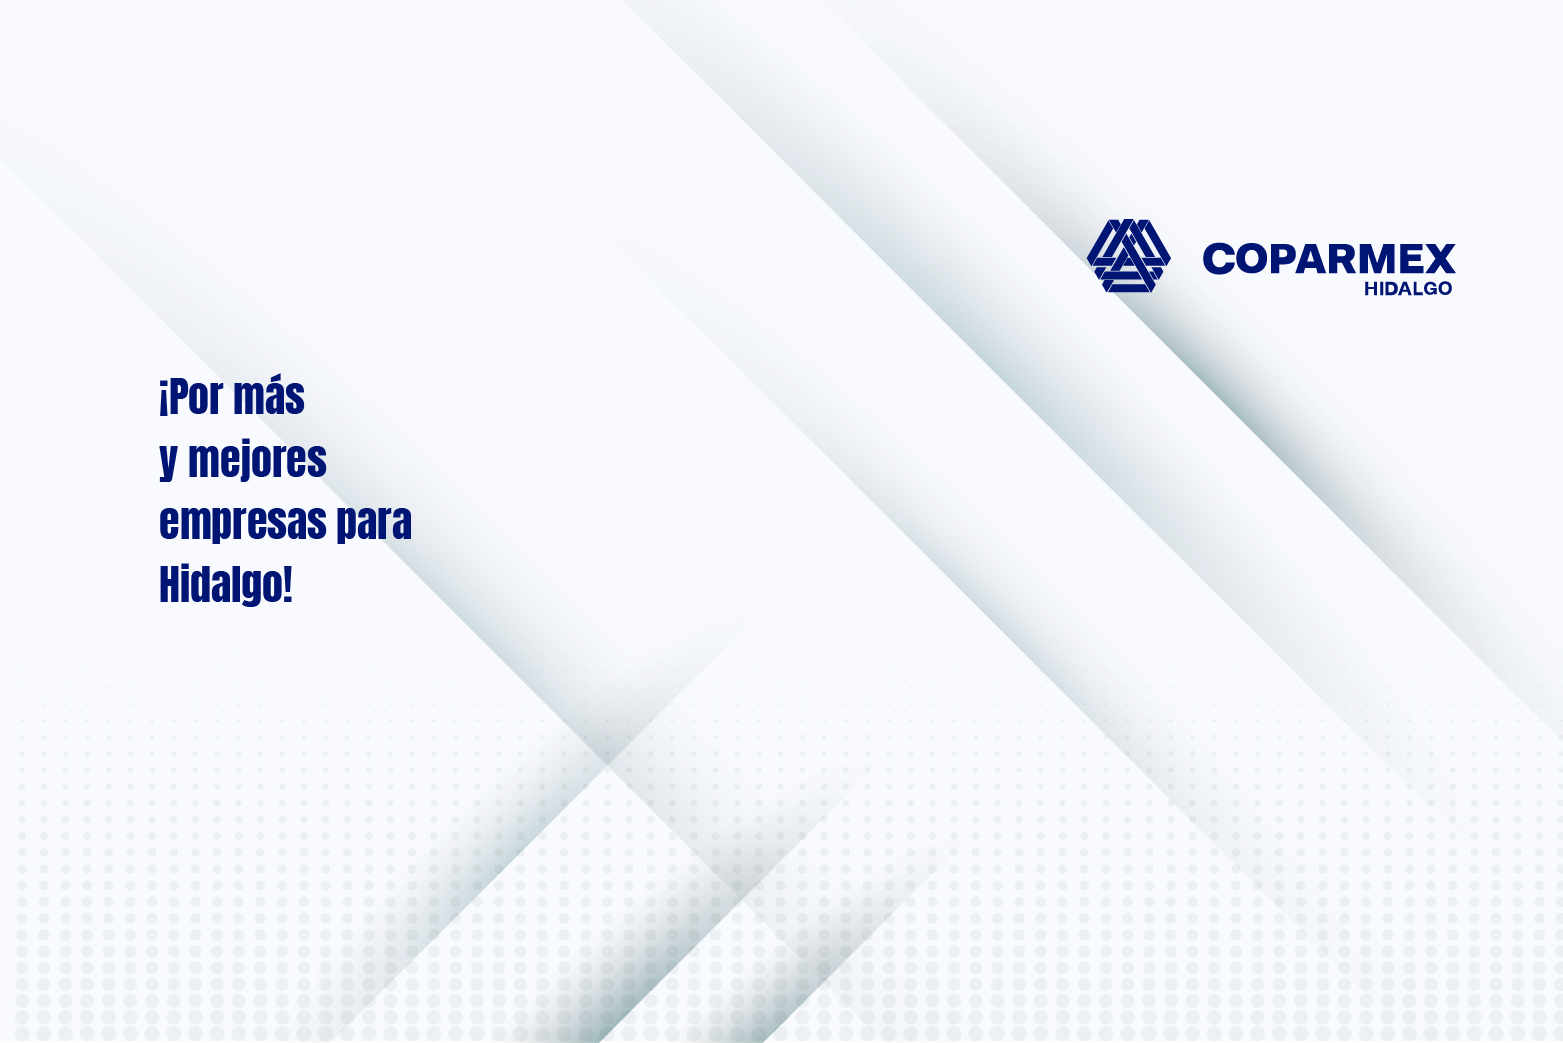 COPARMEX
HIDALGO
¡Por más
y mejores
empresas para
Hidalgo!